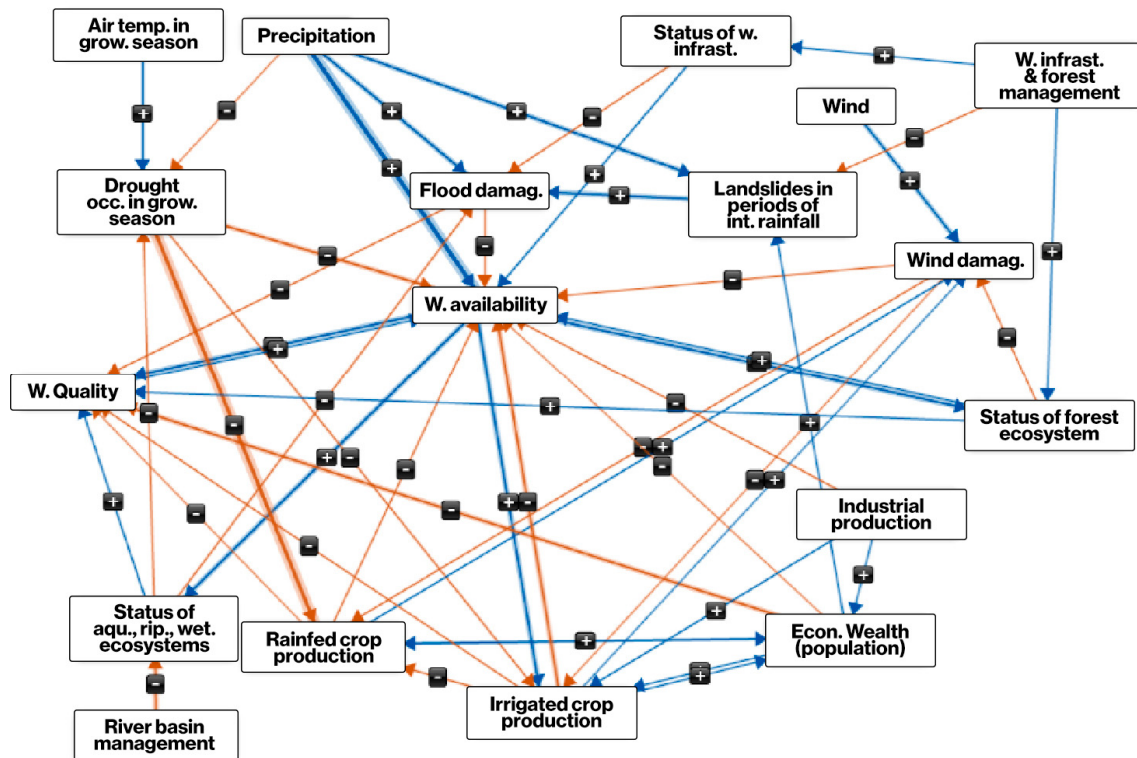 Air temp. in
grow. season
Precipitation
Status of w.
infrast.
W. infrast.
& forest
management
Wind
+
-
+
+
-
+
-
+
Drought
occ. in grow.
season
Flood damag.
Landslides in
periods of
int. rainfall
+
+
+
+
Wind damag.
-
-
-
-
+
W. availability
-
+
+
W. Quality
-
-
-
+
-
+
Status of forest
ecosystem
-
+
-
-
-
+
-
-
+
Industrial
production
+
-
-
+
-
-
+
+
Status of
aqu., rip., wet.
ecosystems
Rainfed crop
production
+
Econ. Wealth
(population)
-
-
+
Irrigated crop
production
River basin
management